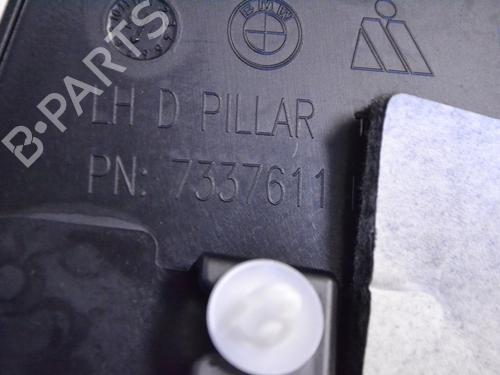 BMW
LH D PILLAR
PN: 7337611
B-PARTS